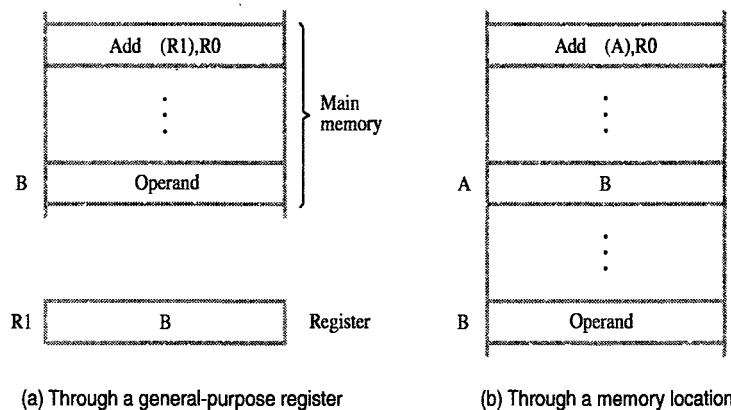 Add (R1),R0
Main
memory
B
Operand
R1
B
Register
(a) Through a general-purpose register
Add (A),R0
A
B
B
Operand
(b) Through a memory location